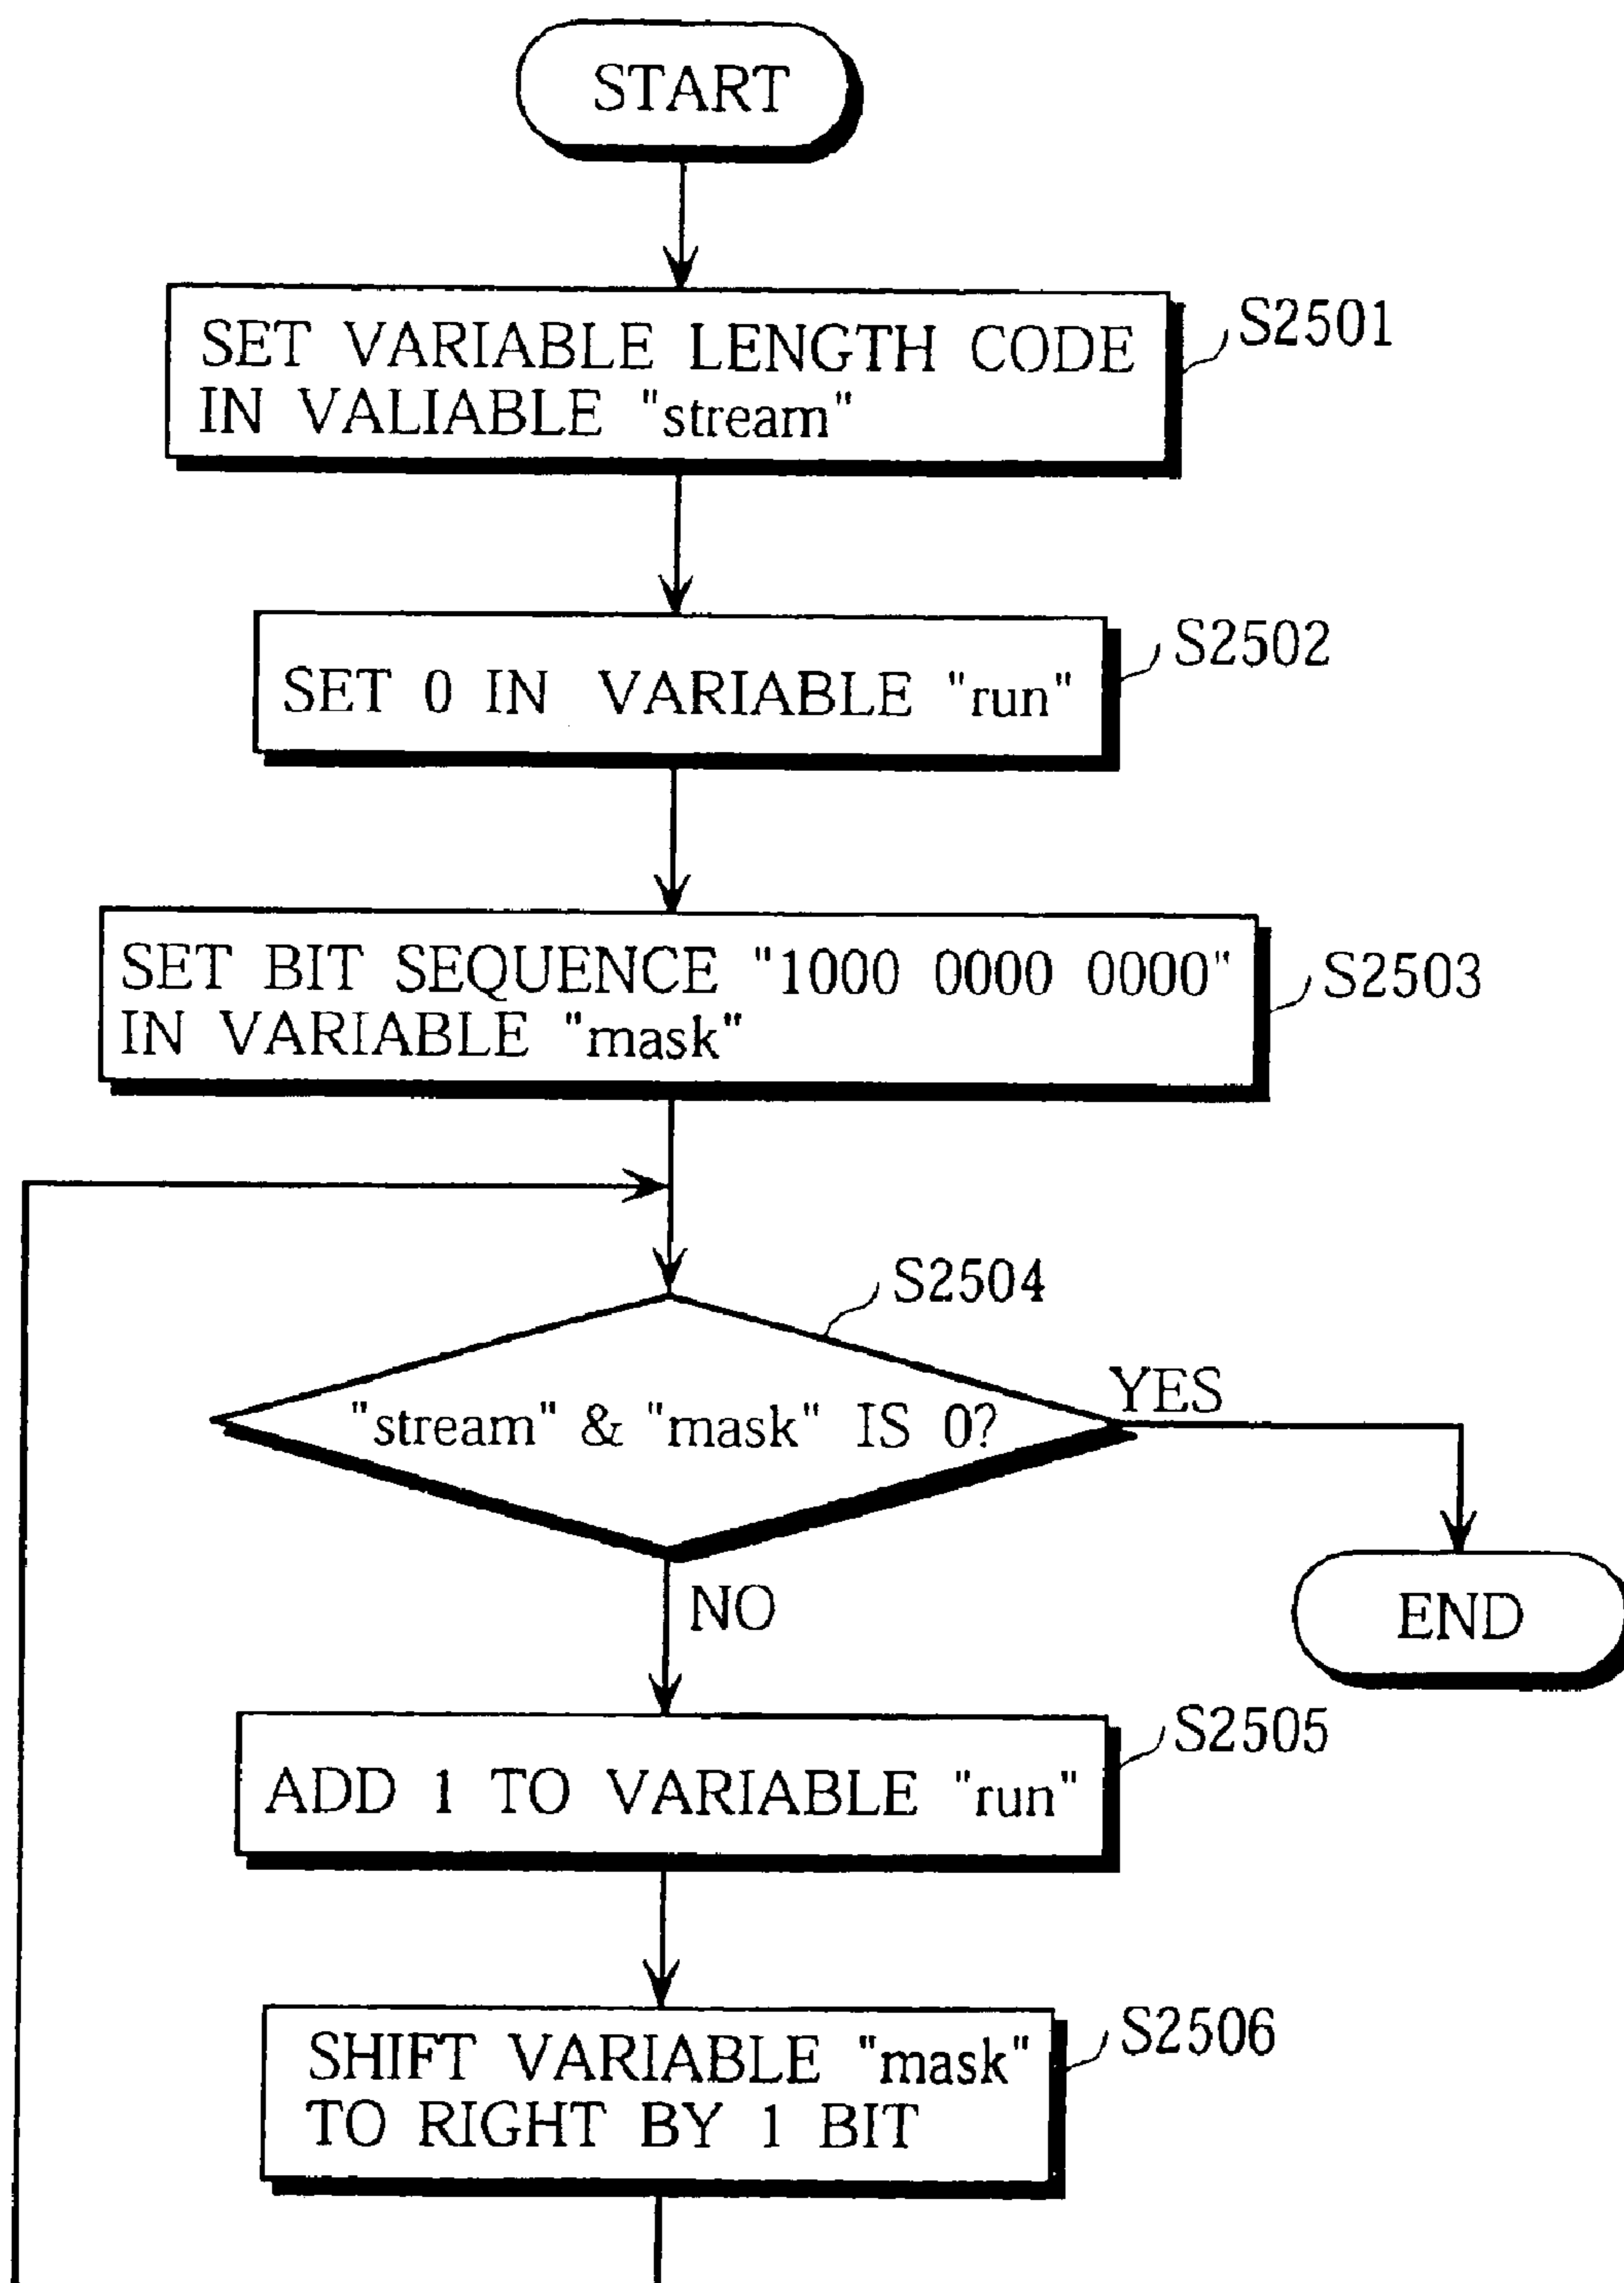 START
SET VARIABLE LENGTH CODE
IN VALIABLE "stream"
S2501
SET 0 IN VARIABLE "run"
S2502
SET BIT SEQUENCE "1000 0000 0000"
IN VARIABLE "mask"
S2503
S2504
"stream" & "mask" IS 0?
YES
NO
END
ADD 1 TO VARIABLE "run"
S2505
SHIFT VARIABLE "mask"
TO RIGHT BY 1 BIT
S2506